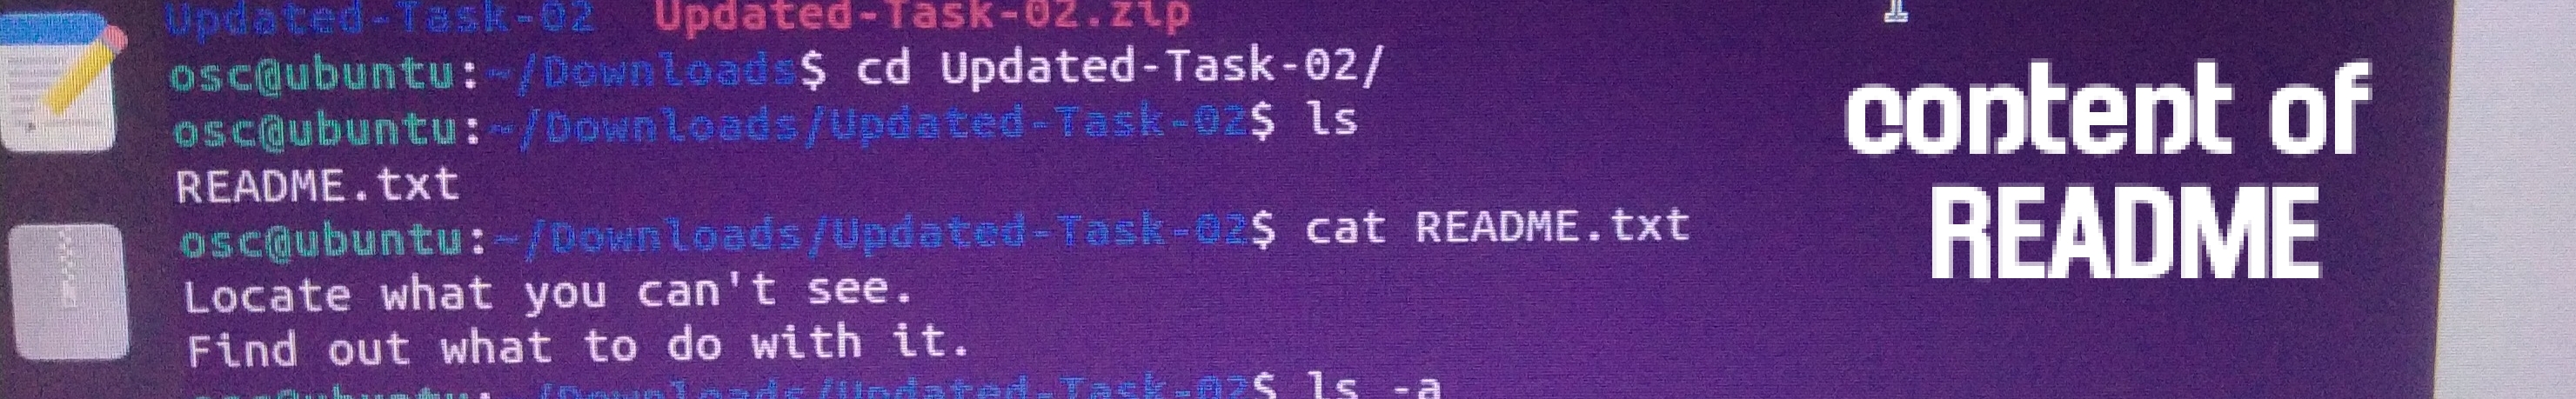 Updated-Task-02 Updated-Task-02.zip
osc@ubuntu:~/Downloads$ cd Updated-Task-02/
osc@ubuntu:~/Downloads/Updated-Task-02$ ls
README.txt
osc@ubuntu:~/Downloads/Updated-Task-02$ cat README.txt
Locate what you can't see.
Find out what to do with it.
osc@ubuntu:~/Downloads/Updated-Task-02$ ls -a
content of
README